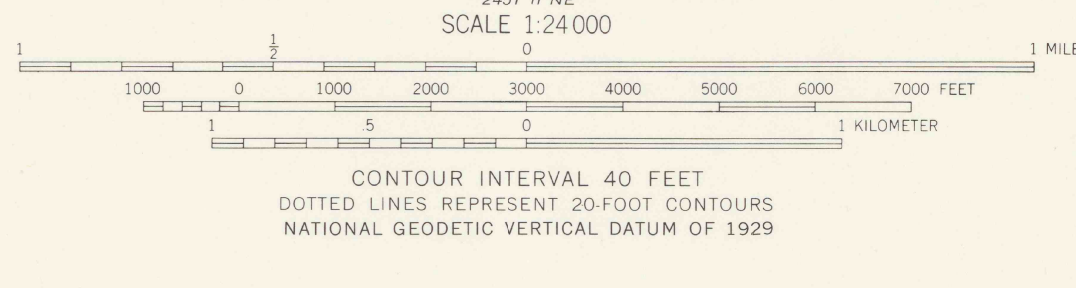 SCALE 1:24 000
1 1/2 0 1 MILE
1000 0 1000 2000 3000 4000 5000 6000 7000 FEET
1 .5 0 1 KILOMETER
CONTOUR INTERVAL 40 FEET
DOTTED LINES REPRESENT 20-FOOT CONTOURS
NATIONAL GEODETIC VERTICAL DATUM OF 1929